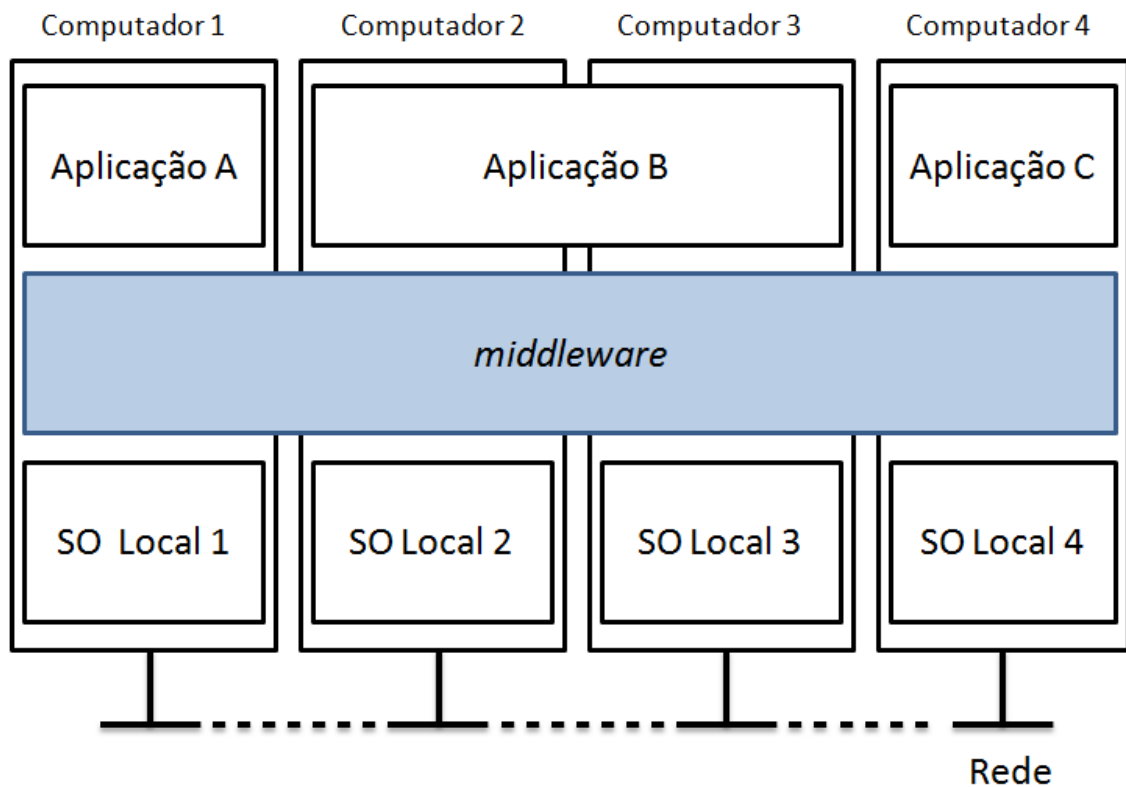 Computador 1
Computador 2
Computador 3
Computador 4
Aplicação A
Aplicação B
Aplicação C
middleware
SO Local 1
SO Local 2
SO Local 3
SO Local 4
Rede